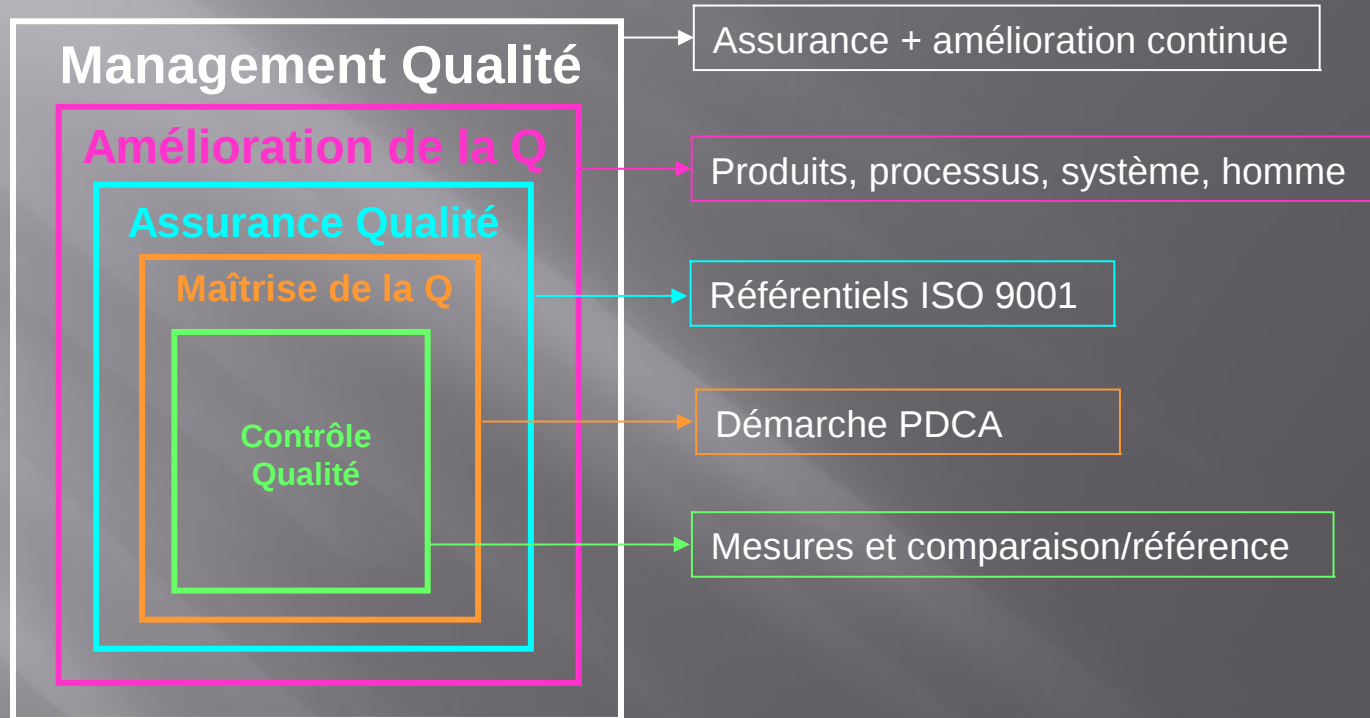 Management Qualité
Assurance + amélioration continue
Amélioration de la Q
Produits, processus, système, homme
Assurance Qualité
Référentiels ISO 9001
Maîtrise de la Q
Démarche PDCA
Contrôle
Qualité
Mesures et comparaison/référence